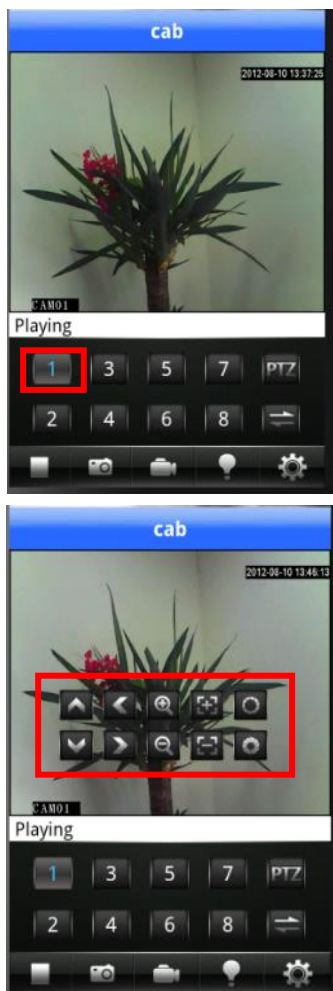 cab
2012-08-10 13:37:25
CAM01
Playing
1 3 5 7 PTZ
2 4 6 8
cab
2012-08-10 13:46:13
CAM01
Playing
1 3 5 7 PTZ
2 4 6 8